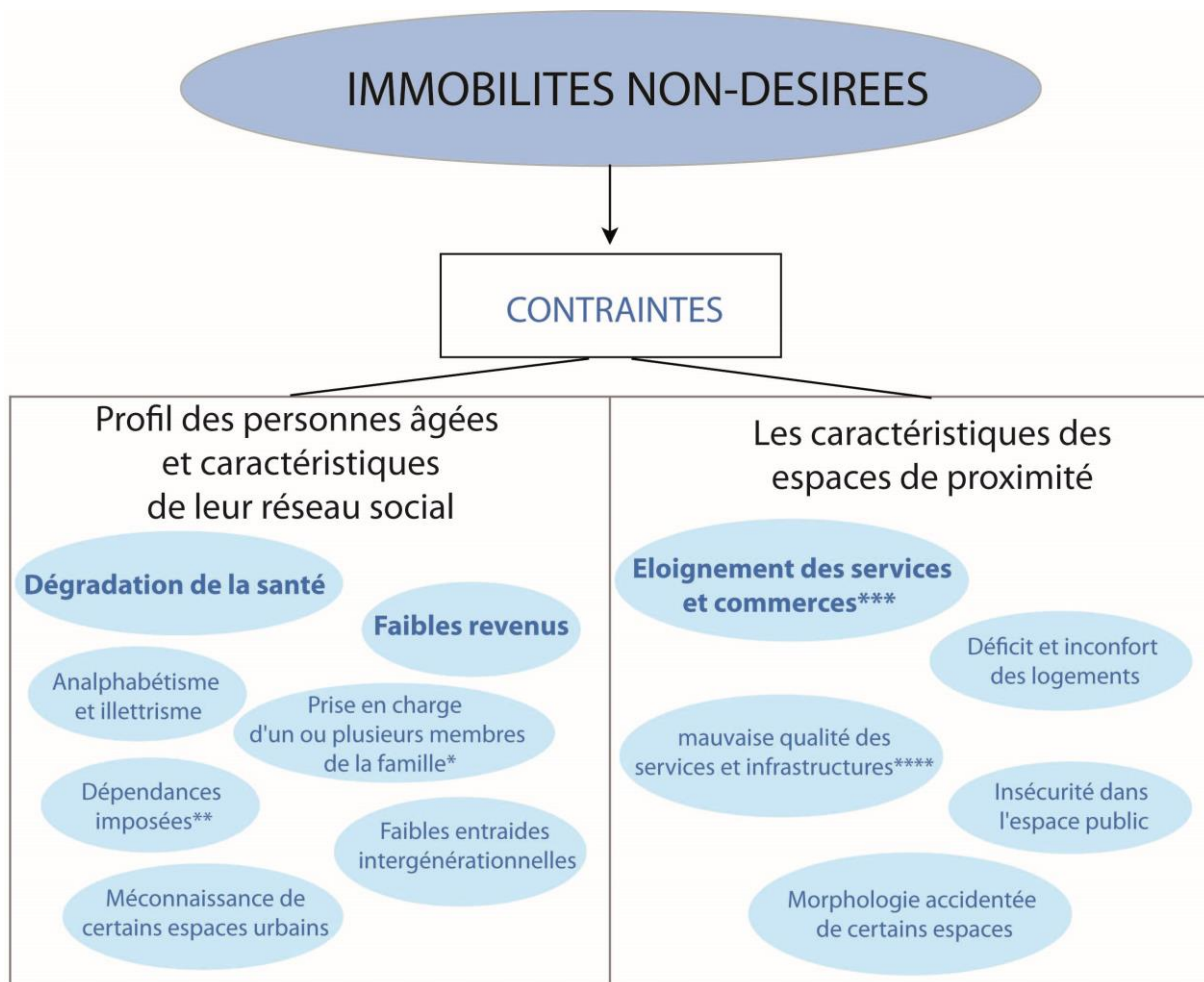 IMMOBILITES NON-DESIREES
CONTRAINTES
Profil des personnes âgées
et caractéristiques
de leur réseau social
Dégradation de la santé
Faibles revenus
Analphabétisme
et illettrisme
Prise en charge
d'un ou plusieurs membres
de la famille*
Dépendances
imposées**
Faibles entraides
intergénérationnelles
Méconnaissance de
certains espaces urbains
Les caractéristiques des
espaces de proximité
Eloignement des services
et commerces***
Déficit et inconfort
des logements
mauvaise qualité des
services et infrastructures****
Insécurité dans
l'espace public
Morphologie accidentée
de certains espaces